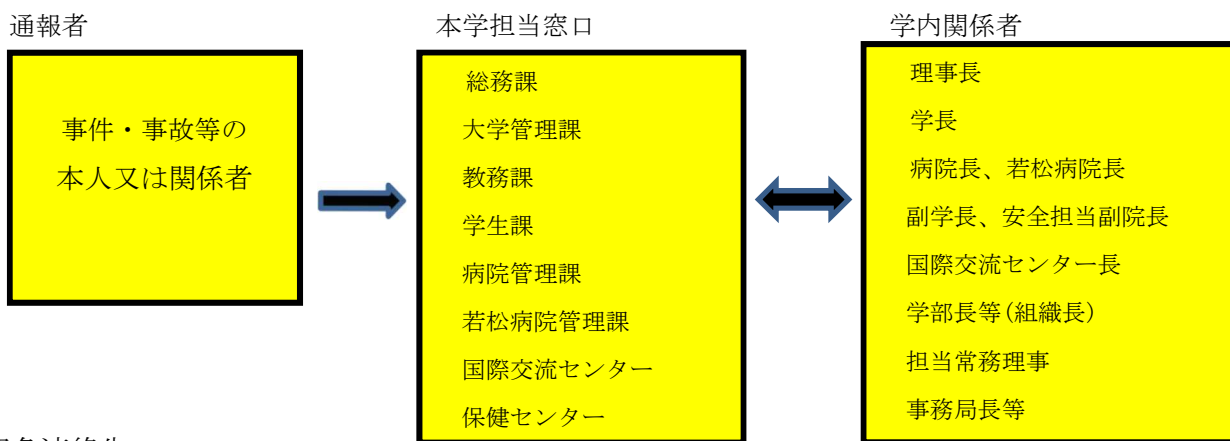 通報者
事件・事故等の
本人又は関係者
本学担当窓口
総務課
大学管理課
教務課
学生課
病院管理課
若松病院管理課
国際交流センター
保健センター
学内関係者
理事長
学長
病院長、若松病院長
副学長、安全担当副院長
国際交流センター長
学部長等(組織長)
担当常務理事
事務局長等